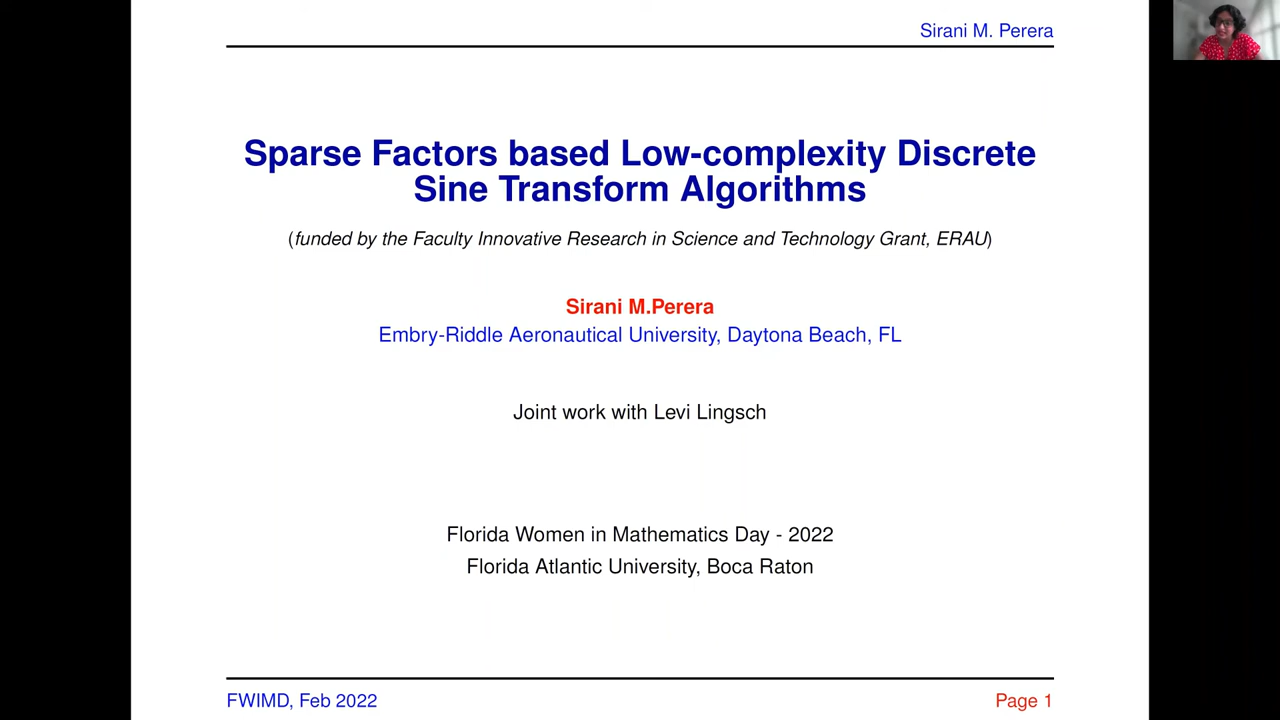 Sirani M. Perera
Sparse Factors based Low-complexity Discrete
Sine Transform Algorithms
(funded by the Faculty Innovative Research in Science and Technology Grant, ERAU)
Sirani M.Perera
Embry-Riddle Aeronautical University, Daytona Beach, FL
Joint work with Levi Lingsch
Florida Women in Mathematics Day - 2022
Florida Atlantic University, Boca Raton
FWIMD, Feb 2022
Page 1